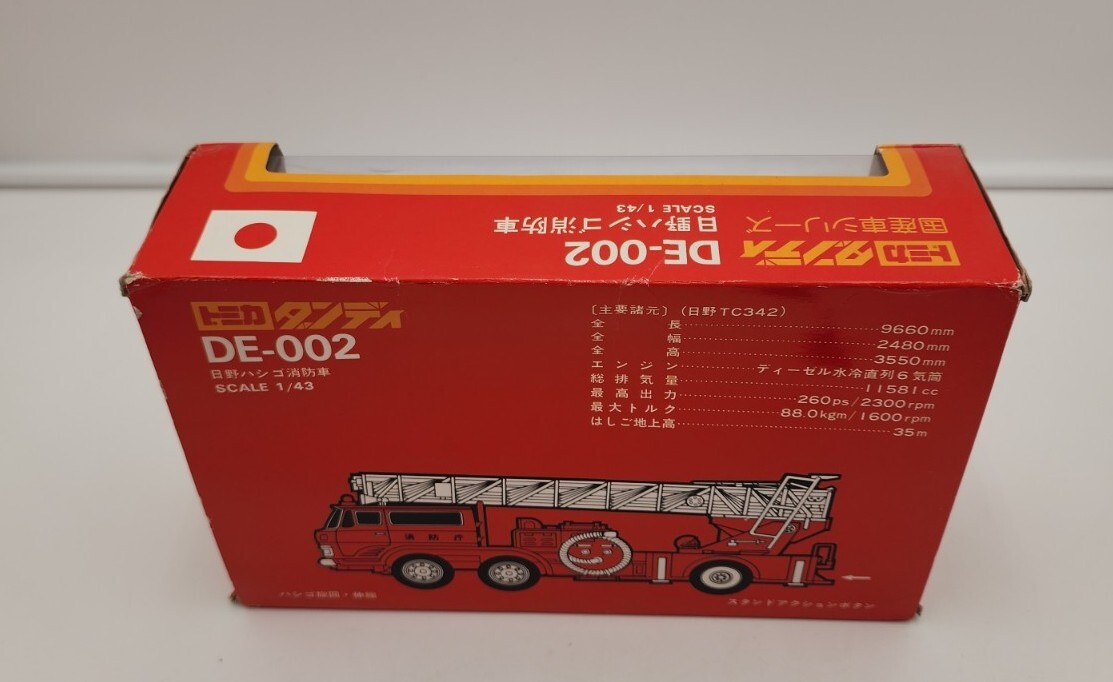 国産車シリーズ
トミカダンディ
DE-002
日野ハシゴ消防車
SCALE 1/43
トミカダンディ
DE-002
日野ハシゴ消防車
SCALE 1/43
〔主要諸元〕(日野TC342)
全長 9660mm
全幅 2480mm
全高 3550mm
エンジン ディーゼル水冷直列6気筒
総排気量 11581cc
最高出力 260ps/2300rpm
最大トルク 88.0kgm/1600rpm
はしご地上高 35m
消防庁
スタンドアクションボタン